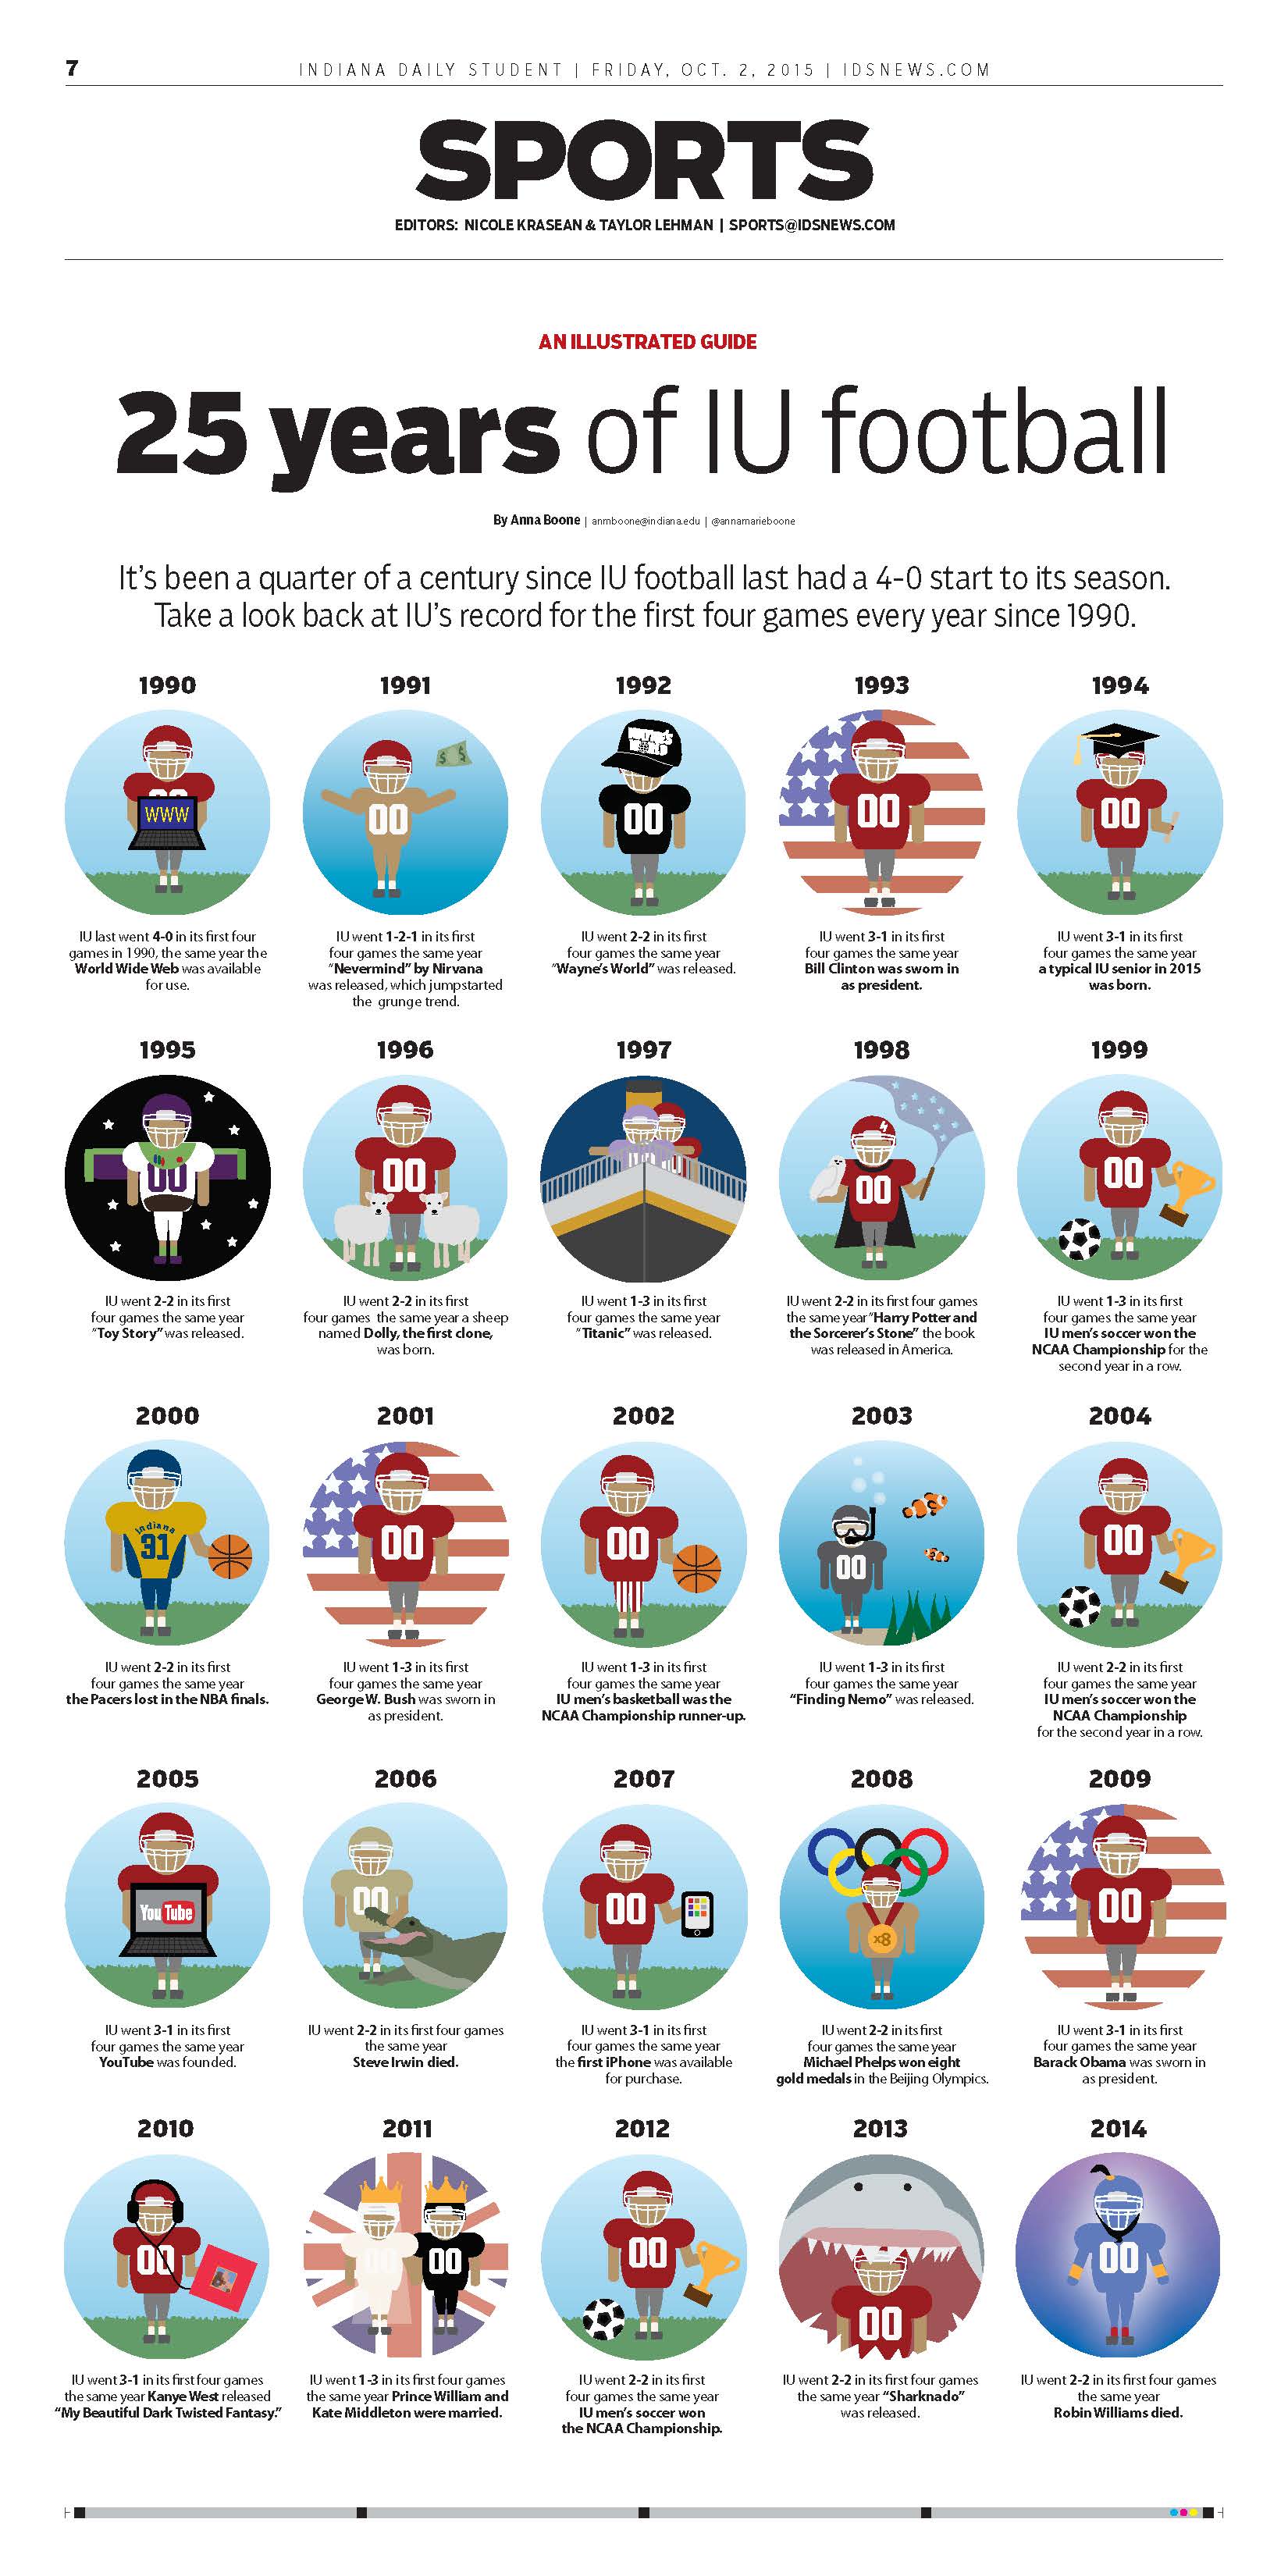 7
INDIANA DAILY STUDENT | FRIDAY, OCT. 2, 2015 | IDSNEWS.COM
SPORTS
EDITORS: NICOLE KRASEAN & TAYLOR LEHMAN | SPORTS@IDSNEWS.COM
AN ILLUSTRATED GUIDE
25 years of IU football
By Anna Boone | anmboone@indiana.edu | @annamarieboone
It's been a quarter of a century since IU football last had a 4-0 start to its season.
Take a look back at IU's record for the first four games every year since 1990.
1990
WWW
IU last went 4-0 in its first four
games in 1990, the same year the
World Wide Web was available
for use.
1991
$ $
00
IU went 1-2-1 in its first
four games the same year
"Nevermind" by Nirvana
was released, which jumpstarted
the grunge trend.
1992
WAYNE'S
WORLD
00
IU went 2-2 in its first
four games the same year
"Wayne's World" was released.
1993
00
IU went 3-1 in its first
four games the same year
Bill Clinton was sworn in
as president.
1994
00
IU went 3-1 in its first
four games the same year
a typical IU senior in 2015
was born.
1995
00
IU went 2-2 in its first
four games the same year
"Toy Story" was released.
1996
00
IU went 2-2 in its first
four games the same year a sheep
named Dolly, the first clone,
was born.
1997
IU went 1-3 in its first
four games the same year
"Titanic" was released.
1998
00
IU went 2-2 in its first four games
the same year "Harry Potter and
the Sorcerer's Stone" the book
was released in America.
1999
00
IU went 1-3 in its first
four games the same year
IU men's soccer won the
NCAA Championship for the
second year in a row.
2000
indiana
31
IU went 2-2 in its first
four games the same year
the Pacers lost in the NBA finals.
2001
00
IU went 1-3 in its first
four games the same year
George W. Bush was sworn in
as president.
2002
00
IU went 1-3 in its first
four games the same year
IU men's basketball was the
NCAA Championship runner-up.
2003
00
IU went 1-3 in its first
four games the same year
"Finding Nemo" was released.
2004
00
IU went 2-2 in its first
four games the same year
IU men's soccer won the
NCAA Championship
for the second year in a row.
2005
YouTube
IU went 3-1 in its first
four games the same year
YouTube was founded.
2006
00
IU went 2-2 in its first four games
the same year
Steve Irwin died.
2007
00
IU went 3-1 in its first
four games the same year
the first iPhone was available
for purchase.
2008
x8
IU went 2-2 in its first
four games the same year
Michael Phelps won eight
gold medals in the Beijing Olympics.
2009
00
IU went 3-1 in its first
four games the same year
Barack Obama was sworn in
as president.
2010
00
IU went 3-1 in its first four games
the same year Kanye West released
"My Beautiful Dark Twisted Fantasy."
2011
00 00
IU went 1-3 in its first four games
the same year Prince William and
Kate Middleton were married.
2012
00
IU went 2-2 in its first
four games the same year
IU men's soccer won
the NCAA Championship.
2013
00
IU went 2-2 in its first four games
the same year "Sharknado"
was released.
2014
00
IU went 2-2 in its first four games
the same year
Robin Williams died.